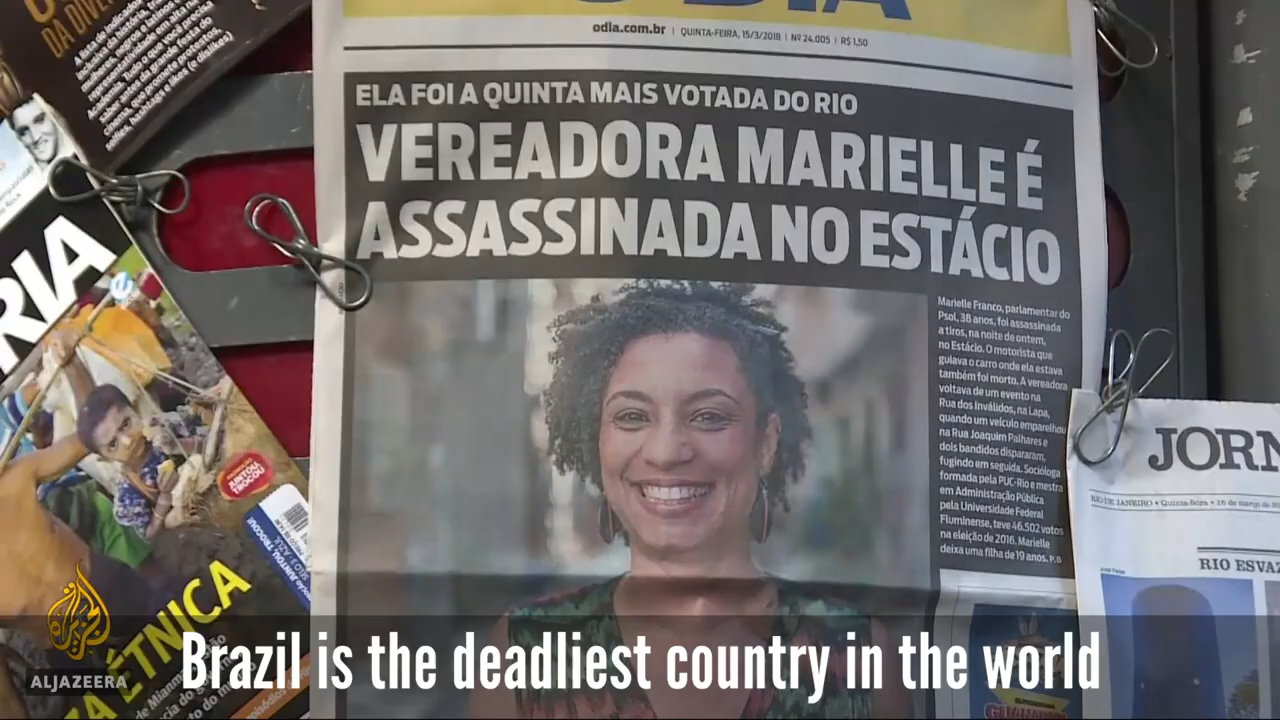 odia.com.br | QUINTA-FEIRA, 15/3/2018 | Nº 24.005 | R$ 1,50
ELA FOI A QUINTA MAIS VOTADA DO RIO
VEREADORA MARIELLE É
ASSASSINADA NO ESTÁCIO
Marielle Franco, parlamentar do
Psol, 38 anos, foi assassinada
a tiros, na noite de ontem,
no Estácio. O motorista que
guiava o carro onde ela estava
também foi morto. A vereadora
voltava de um evento na
Rua dos Inválidos, na Lapa,
quando um veículo emparelhou
na Rua Joaquim Palhares e
dois bandidos dispararam,
fugindo em seguida. Socióloga
formada pela PUC-Rio e mestra
em Administração Pública
pela Universidade Federal
Fluminense, teve 46.502 votos
na eleição de 2016. Marielle
deixa uma filha de 19 anos. P. 8
RIA
JUNTOU,
TROCOU
ÉTNICA
de Mianm
JORN
RIO DE JANEIRO • Quinta-feira •
RIO ESVAZ
ALJAZEERA
Brazil is the deadliest country in the world